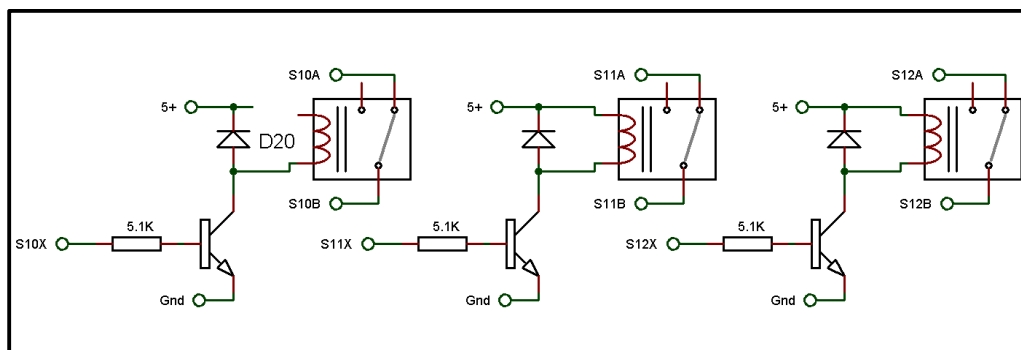 S10A
S11A
S12A
5+
5+
5+
D20
S10B
S11B
S12B
5.1K
5.1K
5.1K
S10X
S11X
S12X
Gnd
Gnd
Gnd